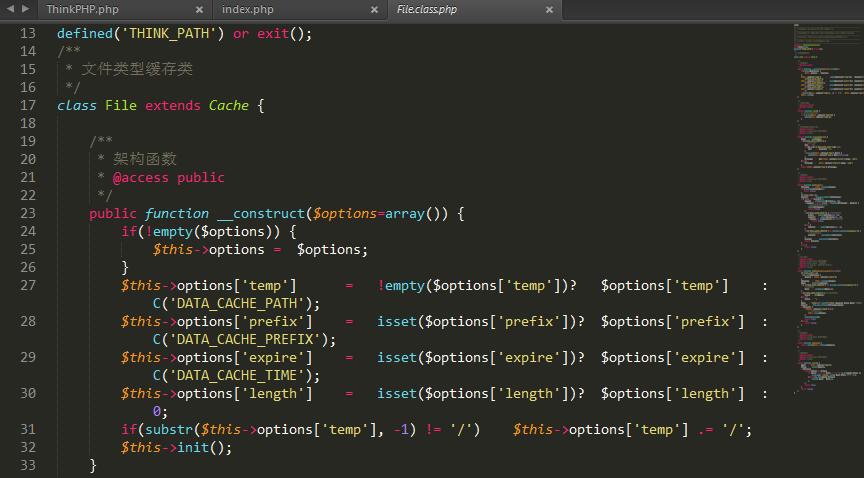 ThinkPHP.php × index.php × File.class.php ×
13 defined('THINK_PATH') or exit();
14 /**
15  * 文件类型缓存类
16  */
17 class File extends Cache {
18
19     /**
20      * 架构函数
21      * @access public
22      */
23     public function __construct($options=array()) {
24         if(!empty($options)) {
25             $this->options =  $options;
26         }
27         $this->options['temp']      =   !empty($options['temp'])?   $options['temp']    :
            C('DATA_CACHE_PATH');
28         $this->options['prefix']    =   isset($options['prefix'])?  $options['prefix']  :
            C('DATA_CACHE_PREFIX');
29         $this->options['expire']    =   isset($options['expire'])?  $options['expire']  :
            C('DATA_CACHE_TIME');
30         $this->options['length']    =   isset($options['length'])?  $options['length']  :
            0;
31         if(substr($this->options['temp'], -1) != '/')    $this->options['temp'] .= '/';
32         $this->init();
33     }